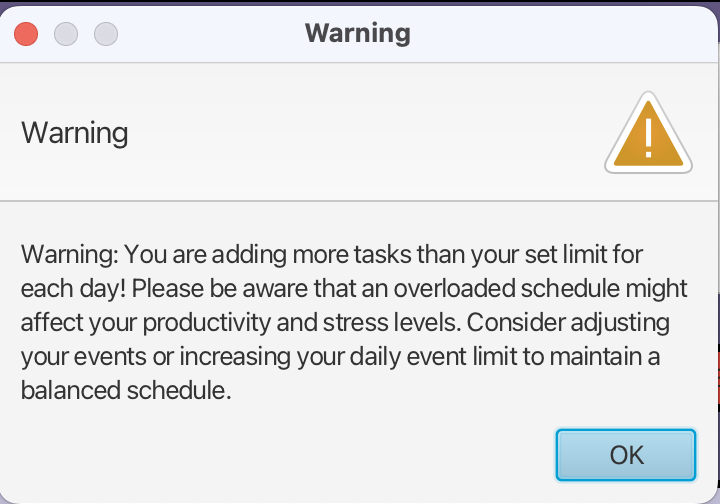 Warning
Warning
Warning: You are adding more tasks than your set limit for
each day! Please be aware that an overloaded schedule might
affect your productivity and stress levels. Consider adjusting
your events or increasing your daily event limit to maintain a
balanced schedule.
OK